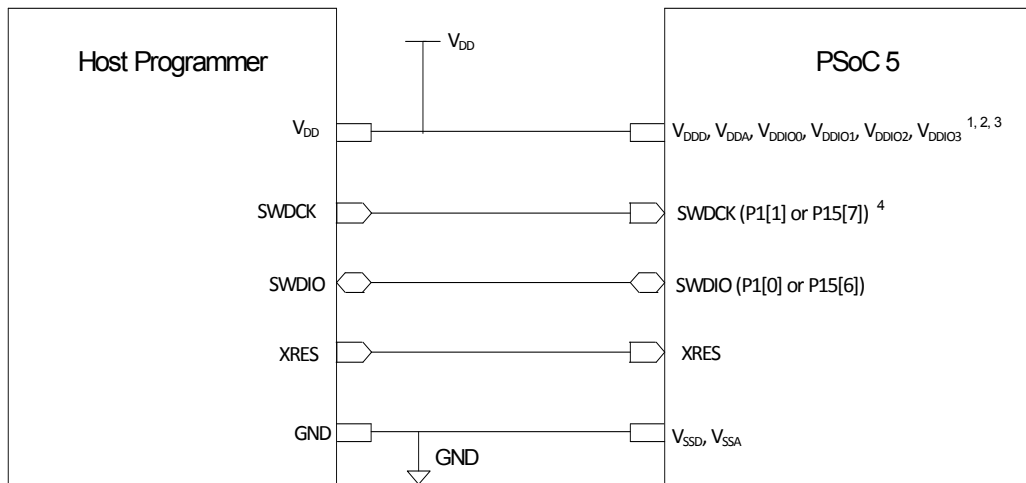 Host Programmer
V_DD
PSoC 5
V_DD
V_DDD, V_DDA, V_DDIO0, V_DDIO1, V_DDIO2, V_DDIO3 1, 2, 3
SWDCK
SWDCK (P1[1] or P15[7]) 4
SWDIO
SWDIO (P1[0] or P15[6])
XRES
XRES
GND
GND
V_SSD, V_SSA